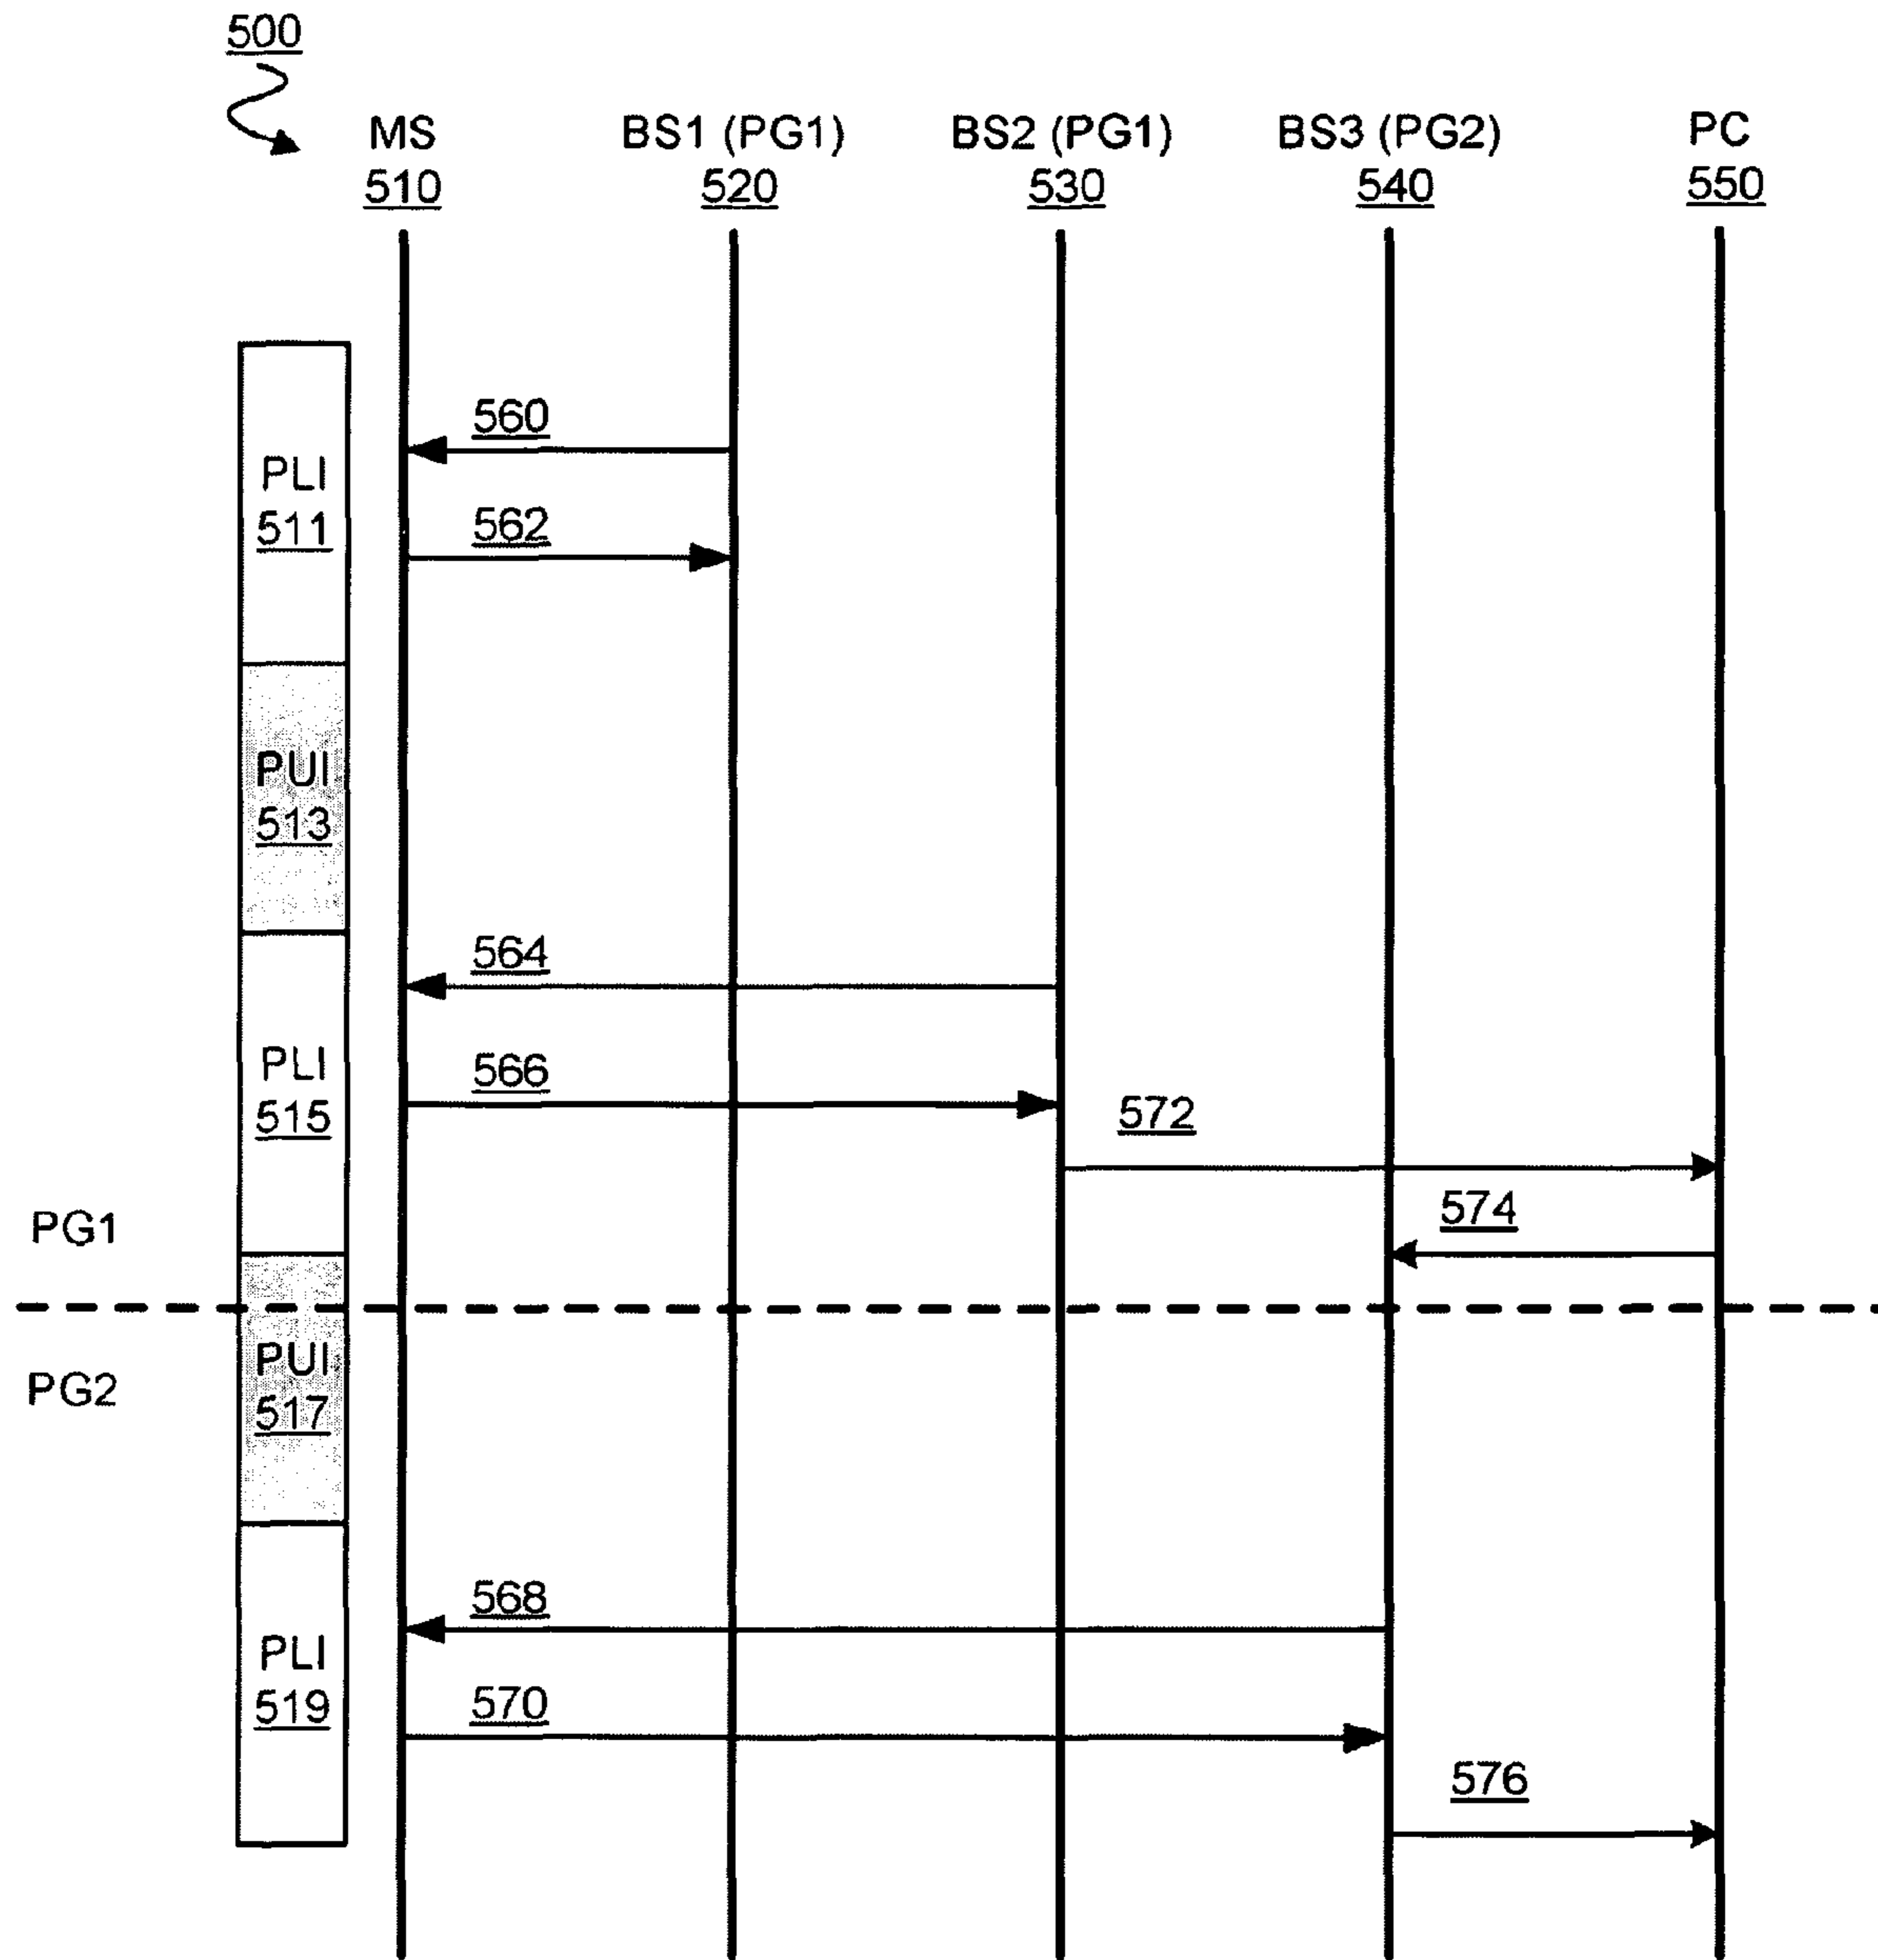 500
MS BS1 (PG1) BS2 (PG1) BS3 (PG2) PC
510 520 530 540 550
560
PLI
511
562
PUI
513
564
PLI
515
566
572
574
PG1
PUI
517
PG2
568
PLI
519
570
576